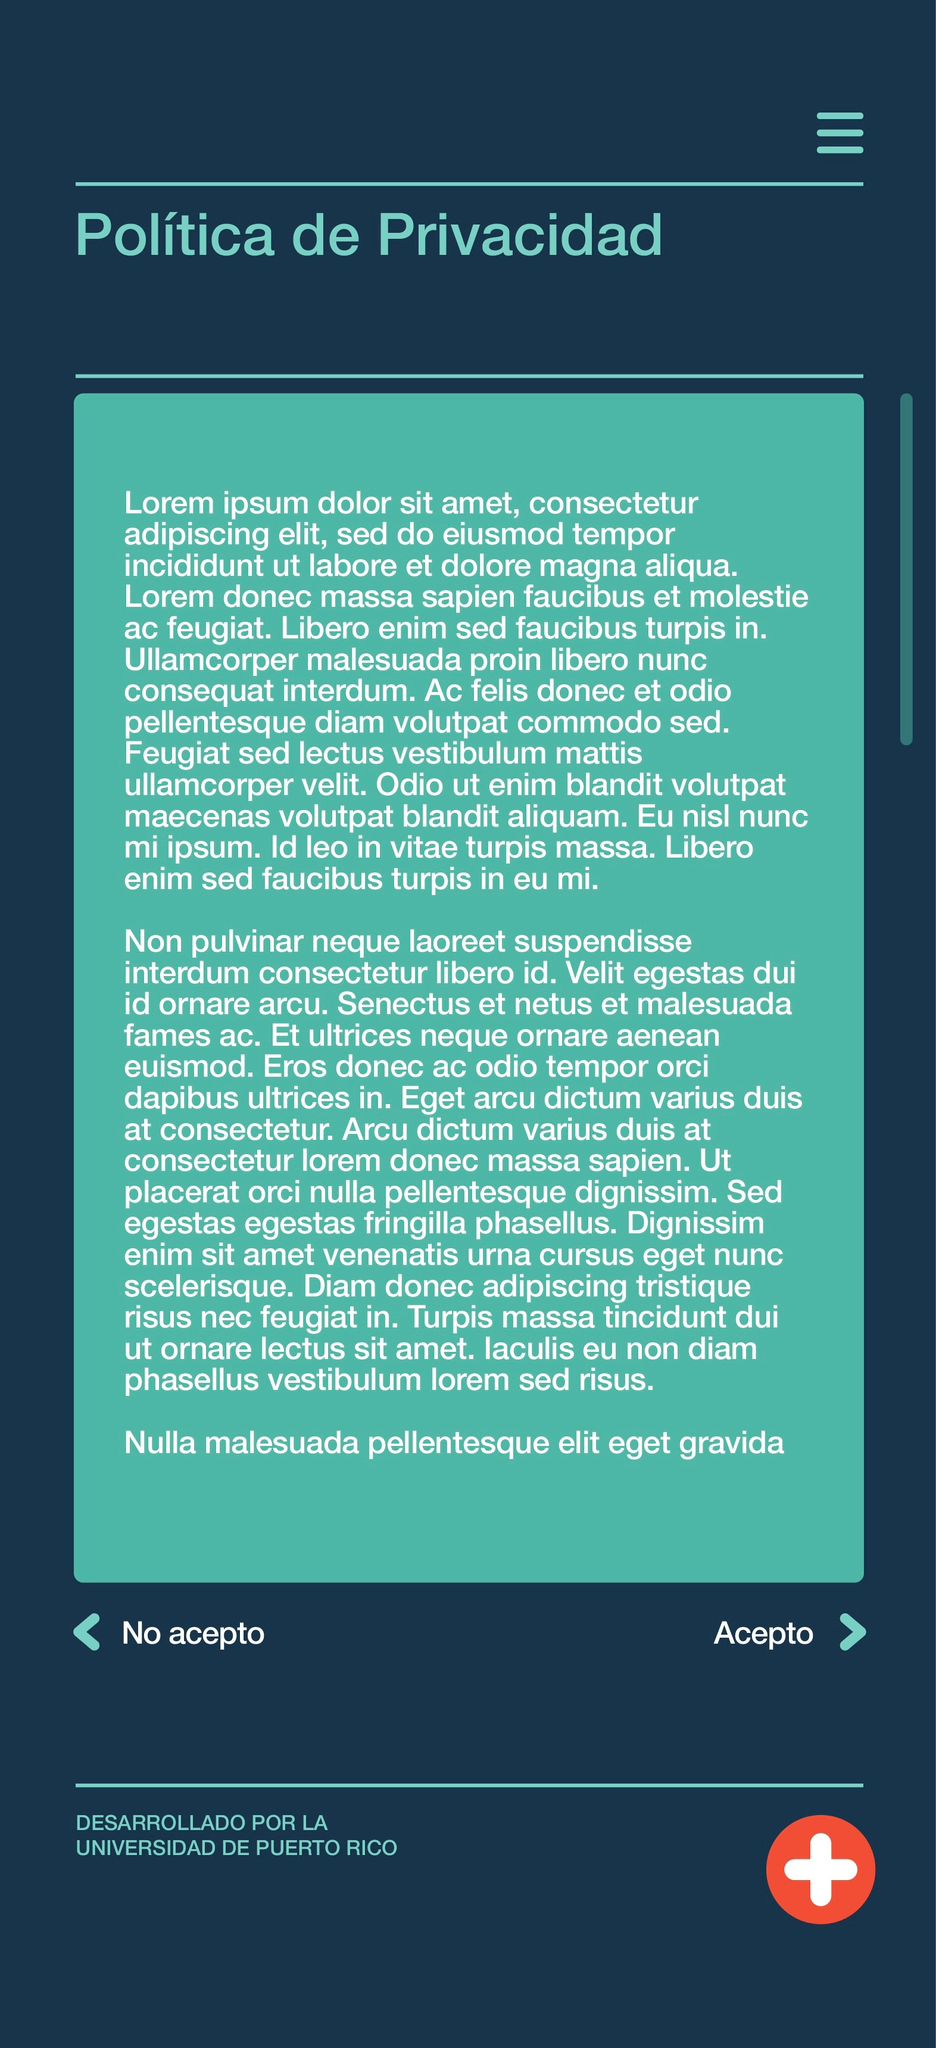 Política de Privacidad
Lorem ipsum dolor sit amet, consectetur
adipiscing elit, sed do eiusmod tempor
incididunt ut labore et dolore magna aliqua.
Lorem donec massa sapien faucibus et molestie
ac feugiat. Libero enim sed faucibus turpis in.
Ullamcorper malesuada proin libero nunc
consequat interdum. Ac felis donec et odio
pellentesque diam volutpat commodo sed.
Feugiat sed lectus vestibulum mattis
ullamcorper velit. Odio ut enim blandit volutpat
maecenas volutpat blandit aliquam. Eu nisl nunc
mi ipsum. Id leo in vitae turpis massa. Libero
enim sed faucibus turpis in eu mi.
Non pulvinar neque laoreet suspendisse
interdum consectetur libero id. Velit egestas dui
id ornare arcu. Senectus et netus et malesuada
fames ac. Et ultrices neque ornare aenean
euismod. Eros donec ac odio tempor orci
dapibus ultrices in. Eget arcu dictum varius duis
at consectetur. Arcu dictum varius duis at
consectetur lorem donec massa sapien. Ut
placerat orci nulla pellentesque dignissim. Sed
egestas egestas fringilla phasellus. Dignissim
enim sit amet venenatis urna cursus eget nunc
scelerisque. Diam donec adipiscing tristique
risus nec feugiat in. Turpis massa tincidunt dui
ut ornare lectus sit amet. Iaculis eu non diam
phasellus vestibulum lorem sed risus.
Nulla malesuada pellentesque elit eget gravida
No acepto
Acepto
DESARROLLADO POR LA
UNIVERSIDAD DE PUERTO RICO